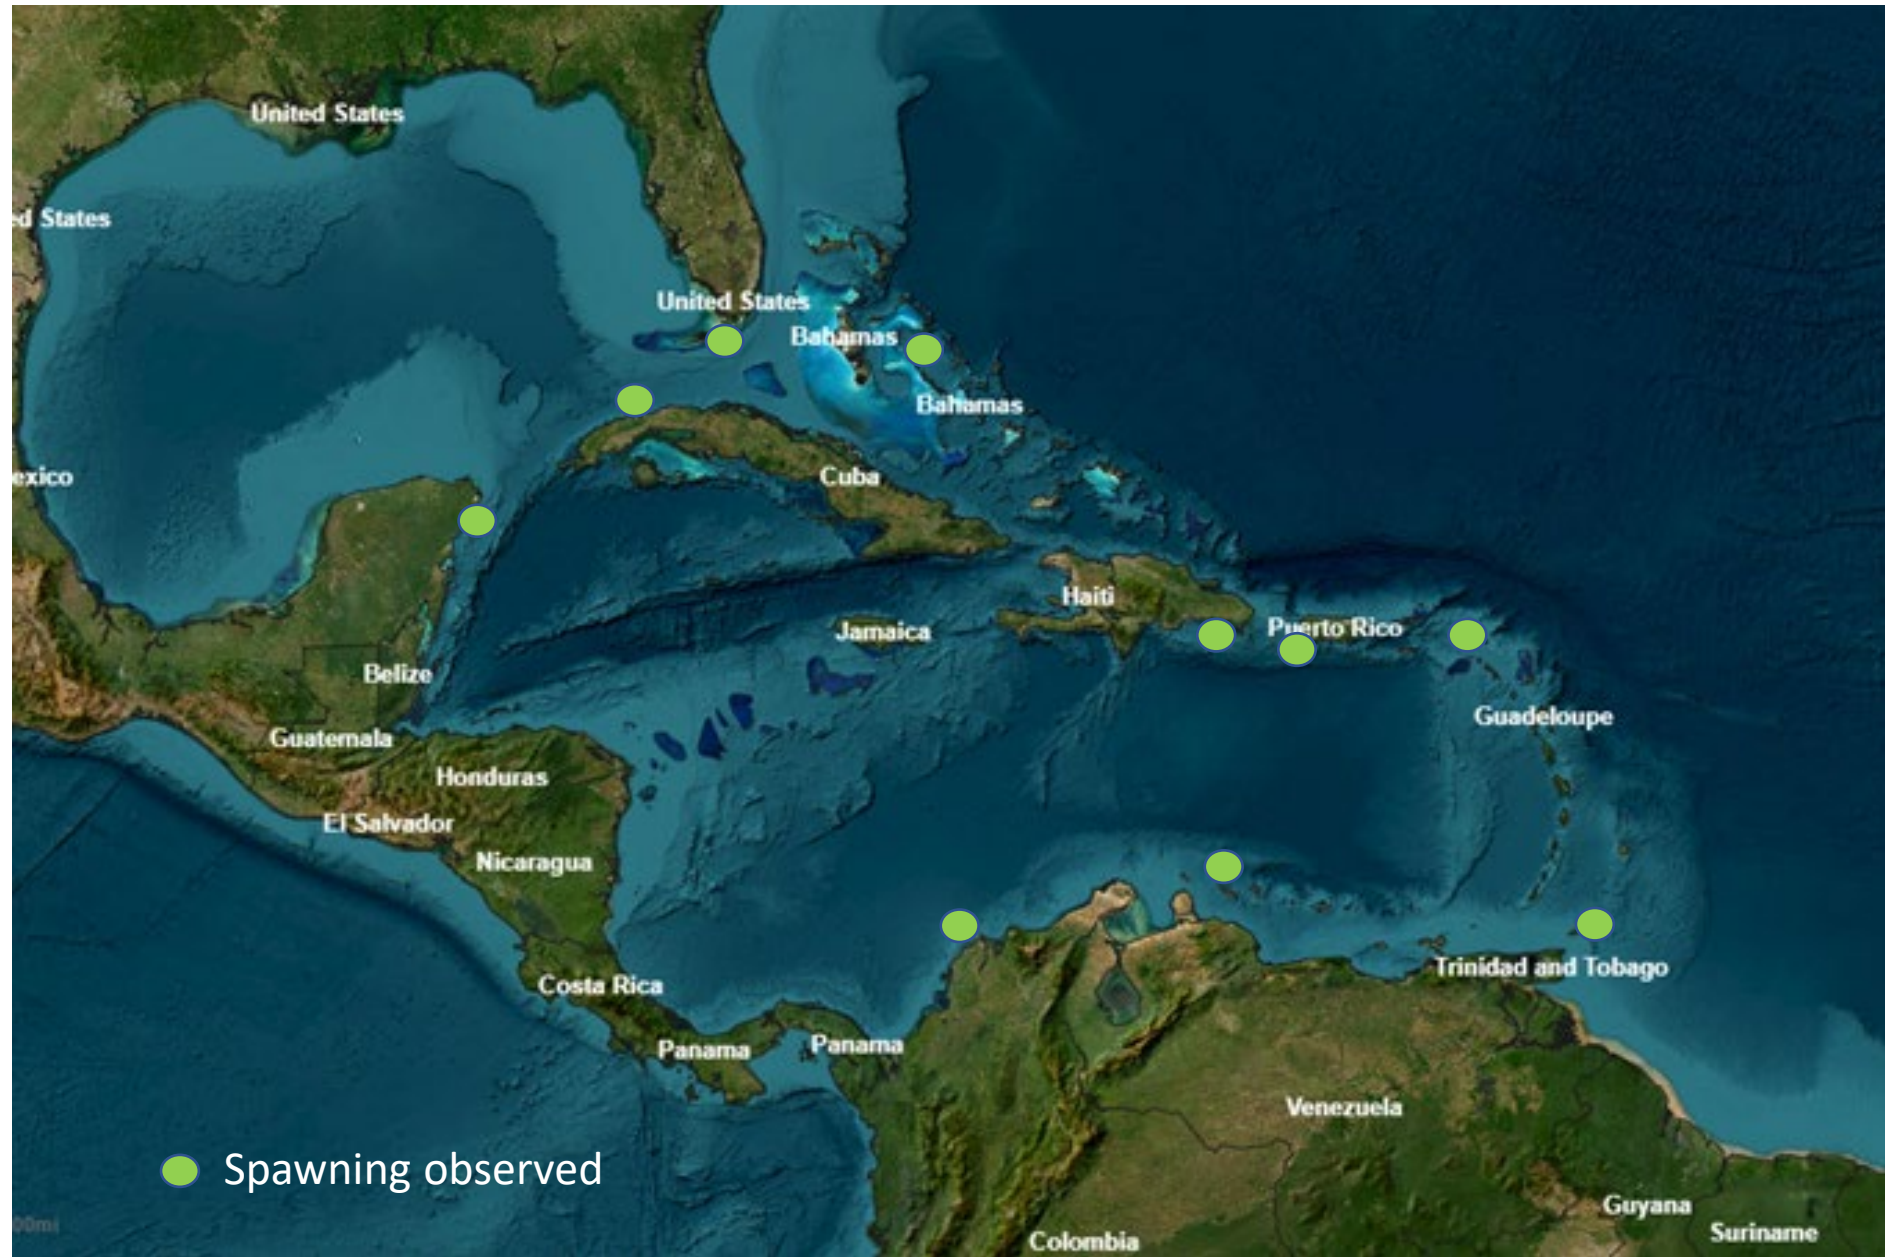 United States
ed States
United States
Bahamas
Bahamas
exico
Cuba
Haiti
Puerto Rico
Jamaica
Belize
Guadeloupe
Guatemala
Honduras
El Salvador
Nicaragua
Trinidad and Tobago
Costa Rica
Panama
Panama
Venezuela
Spawning observed
Guyana
00mi
Suriname
Colombia